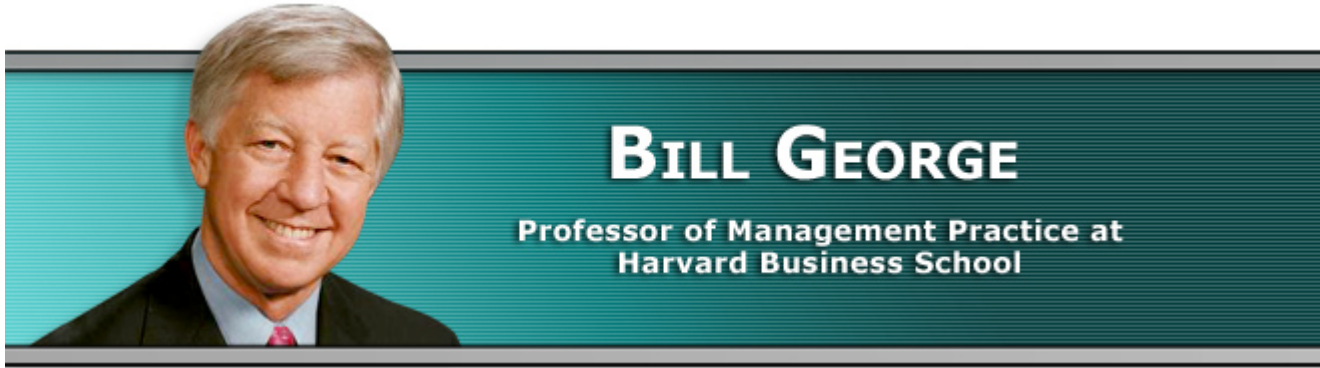 BILL GEORGE
Professor of Management Practice at
Harvard Business School